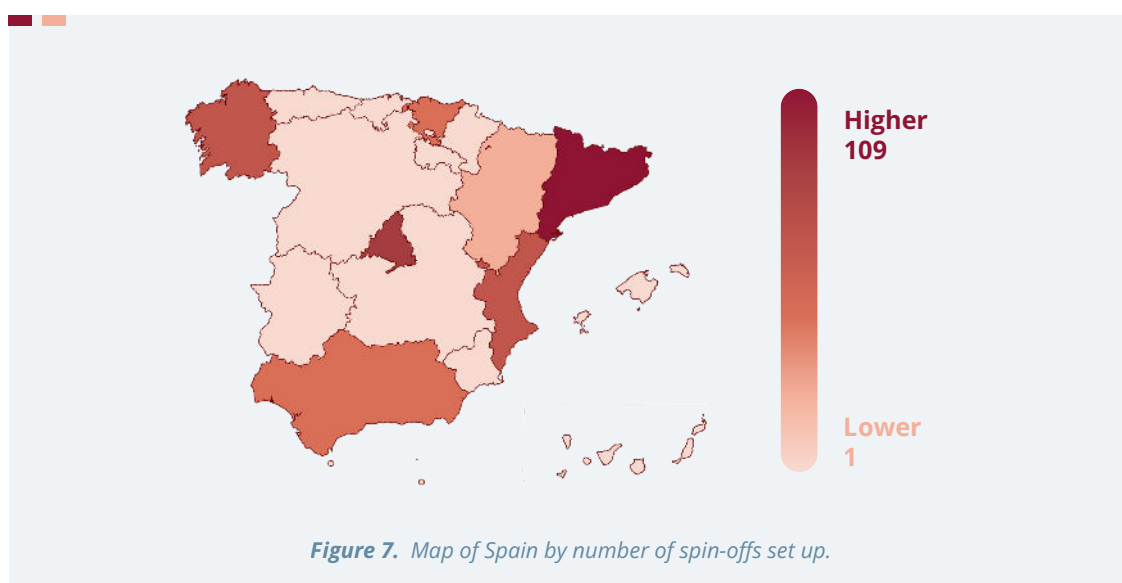 Higher
109
Lower
1
Figure 7. Map of Spain by number of spin-offs set up.